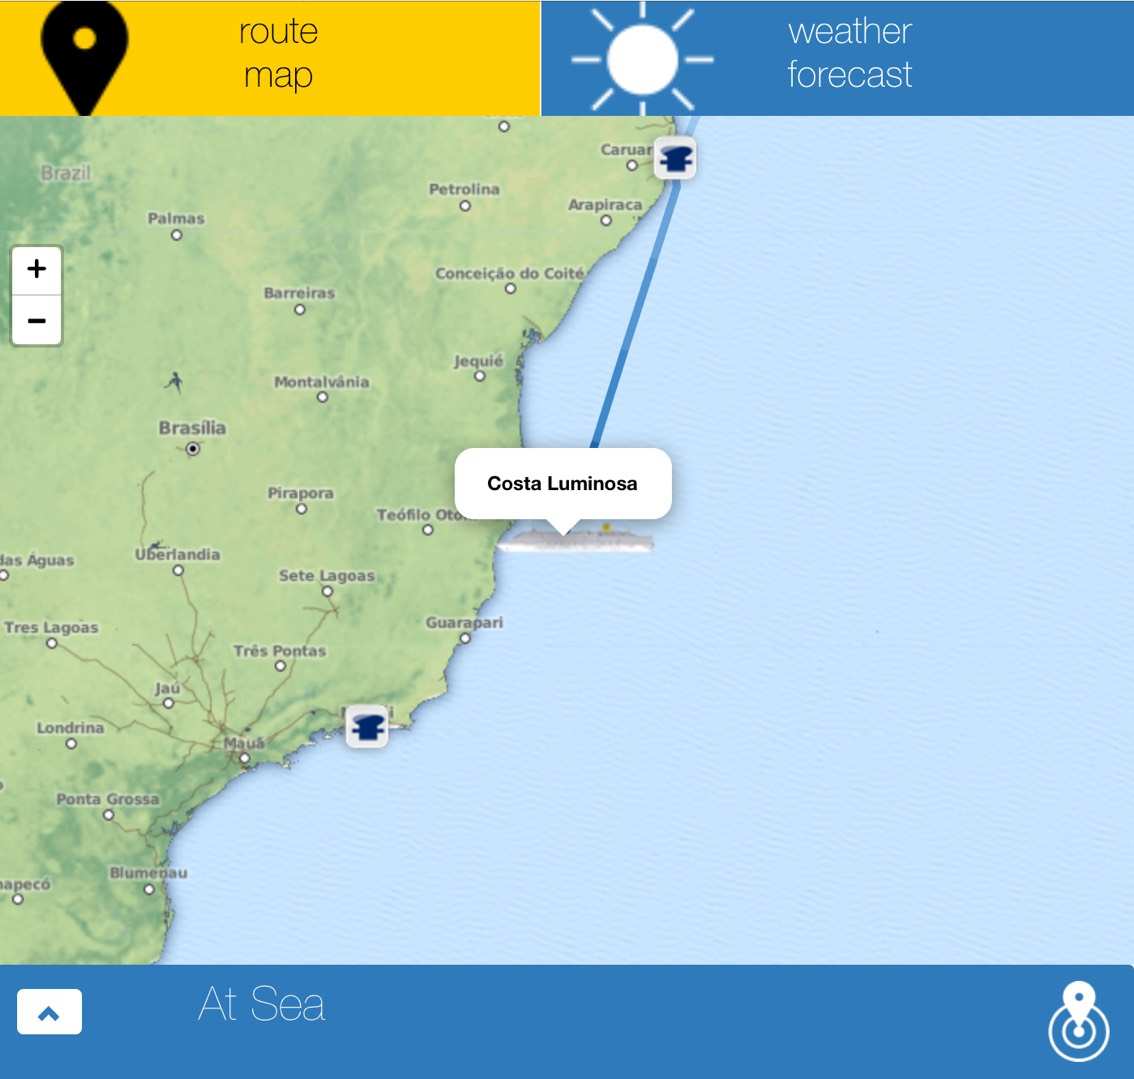 route
map
weather
forecast
Caruar
Brazil
Petrolina
Arapiraca
Palmas
+
Conceição do Coité
−
Barreiras
Jequié
Montalvânia
Brasília
Costa Luminosa
Pirapora
Teófilo Oto
Uberlandia
das Águas
Sete Lagoas
Guarapari
Tres Lagoas
Três Pontas
Jaú
Londrina
Mauá
Ponta Grossa
Blumenau
apecó
At Sea